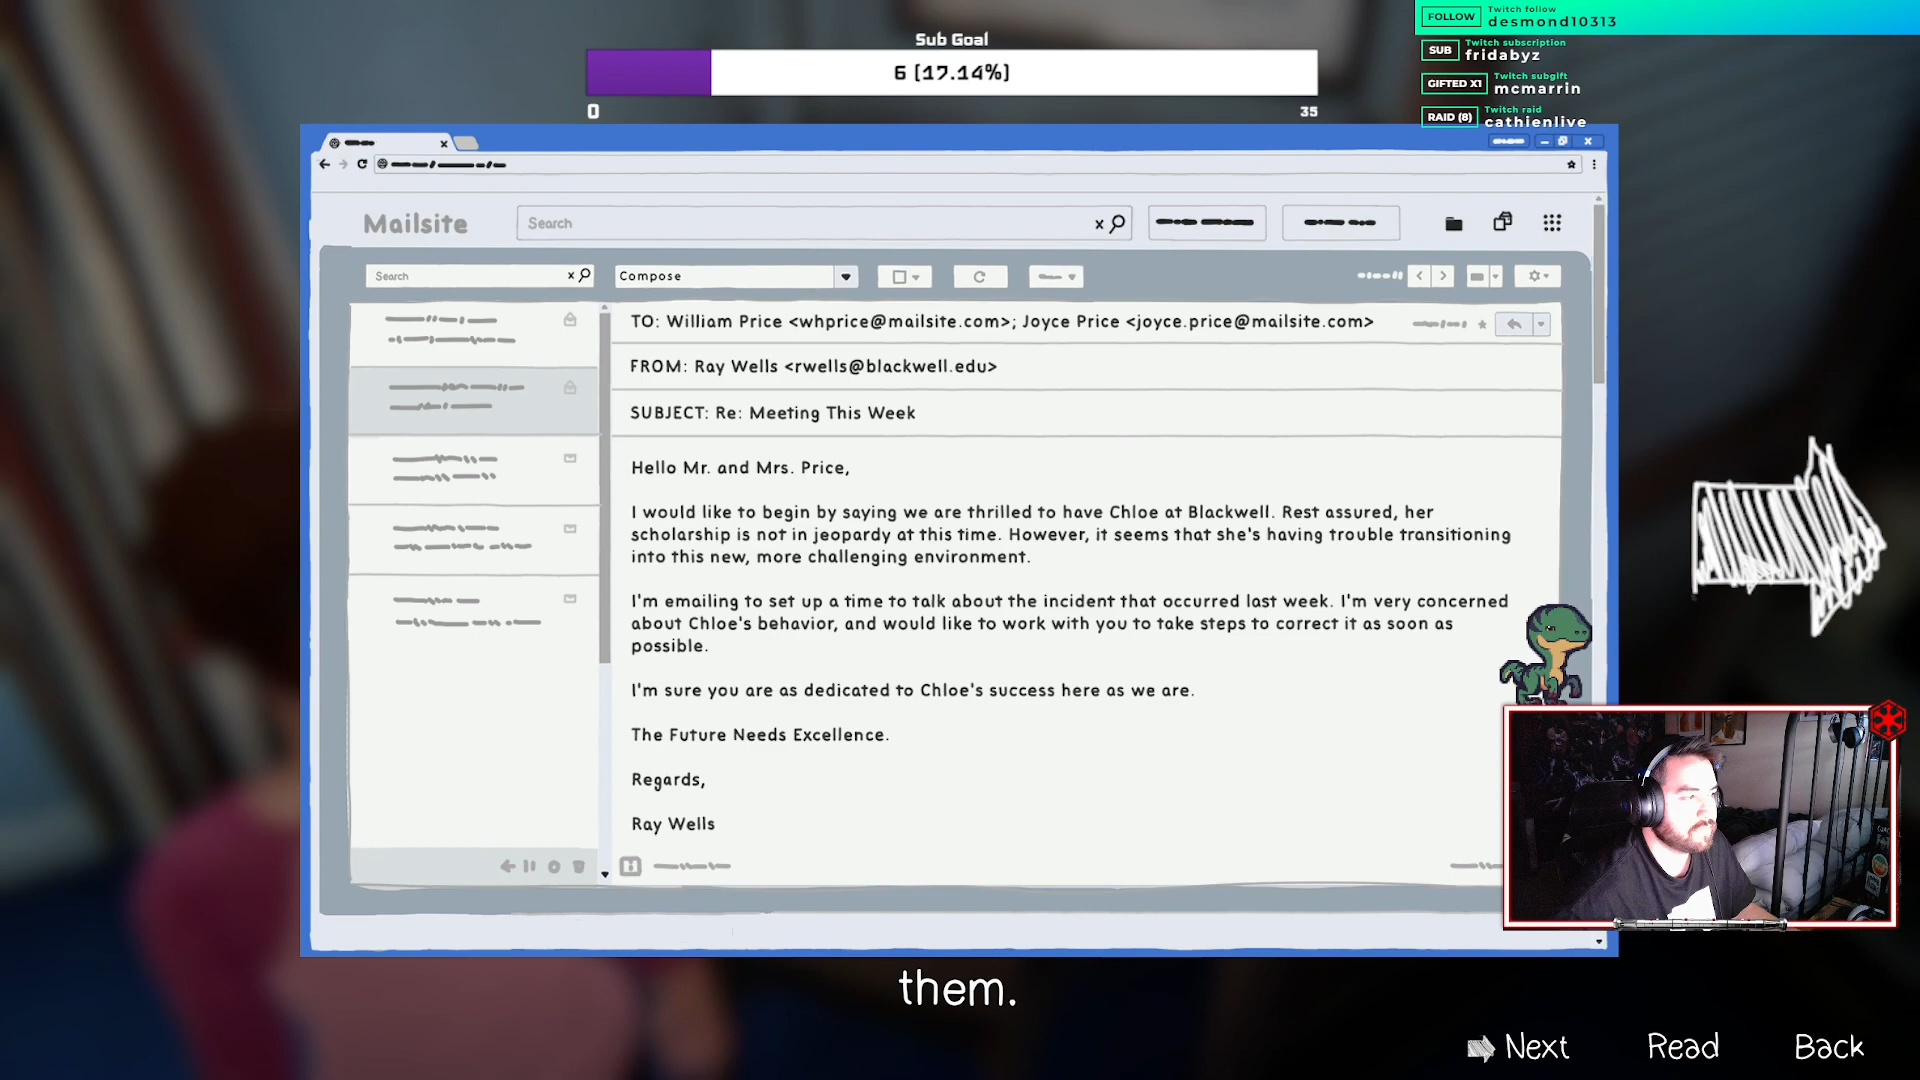 Sub Goal
6 [17.14%]
0
35
FOLLOW
Twitch follow
desmond10313
SUB
Twitch subscription
fridabyz
GIFTED X1
Twitch subgift
mcmarrin
RAID (8)
Twitch raid
cathienlive
Mailsite
Search
Search
Compose
TO: William Price <whprice@mailsite.com>; Joyce Price <joyce.price@mailsite.com>
FROM: Ray Wells <rwells@blackwell.edu>
SUBJECT: Re: Meeting This Week
Hello Mr. and Mrs. Price,
I would like to begin by saying we are thrilled to have Chloe at Blackwell. Rest assured, her
scholarship is not in jeopardy at this time. However, it seems that she's having trouble transitioning
into this new, more challenging environment.
I'm emailing to set up a time to talk about the incident that occurred last week. I'm very concerned
about Chloe's behavior, and would like to work with you to take steps to correct it as soon as
possible.
I'm sure you are as dedicated to Chloe's success here as we are.
The Future Needs Excellence.
Regards,
Ray Wells
them.
Next
Read
Back